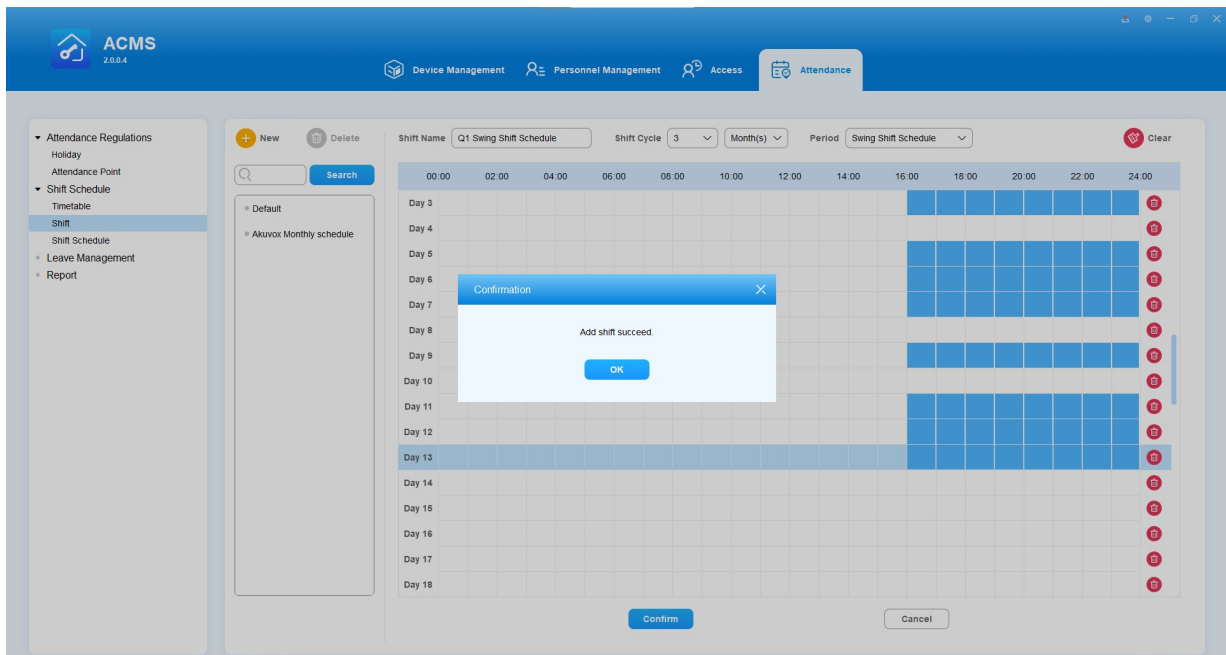 ACMS
2.0.0.4
Device Management
Personnel Management
Access
Attendance
Attendance Regulations
Holiday
Attendance Point
Shift Schedule
Timetable
Shift
Shift Schedule
Leave Management
Report
New
Delete
Search
Default
Akuvox Monthly schedule
Shift Name Q1 Swing Shift Schedule Shift Cycle 3 Month(s) Period Swing Shift Schedule Clear
00:00 02:00 04:00 06:00 08:00 10:00 12:00 14:00 16:00 18:00 20:00 22:00 24:00
Day 3
Day 4
Day 5
Day 6
Day 7
Day 8
Day 9
Day 10
Day 11
Day 12
Day 13
Day 14
Day 15
Day 16
Day 17
Day 18
Confirmation
Add shift succeed.
OK
Confirm
Cancel